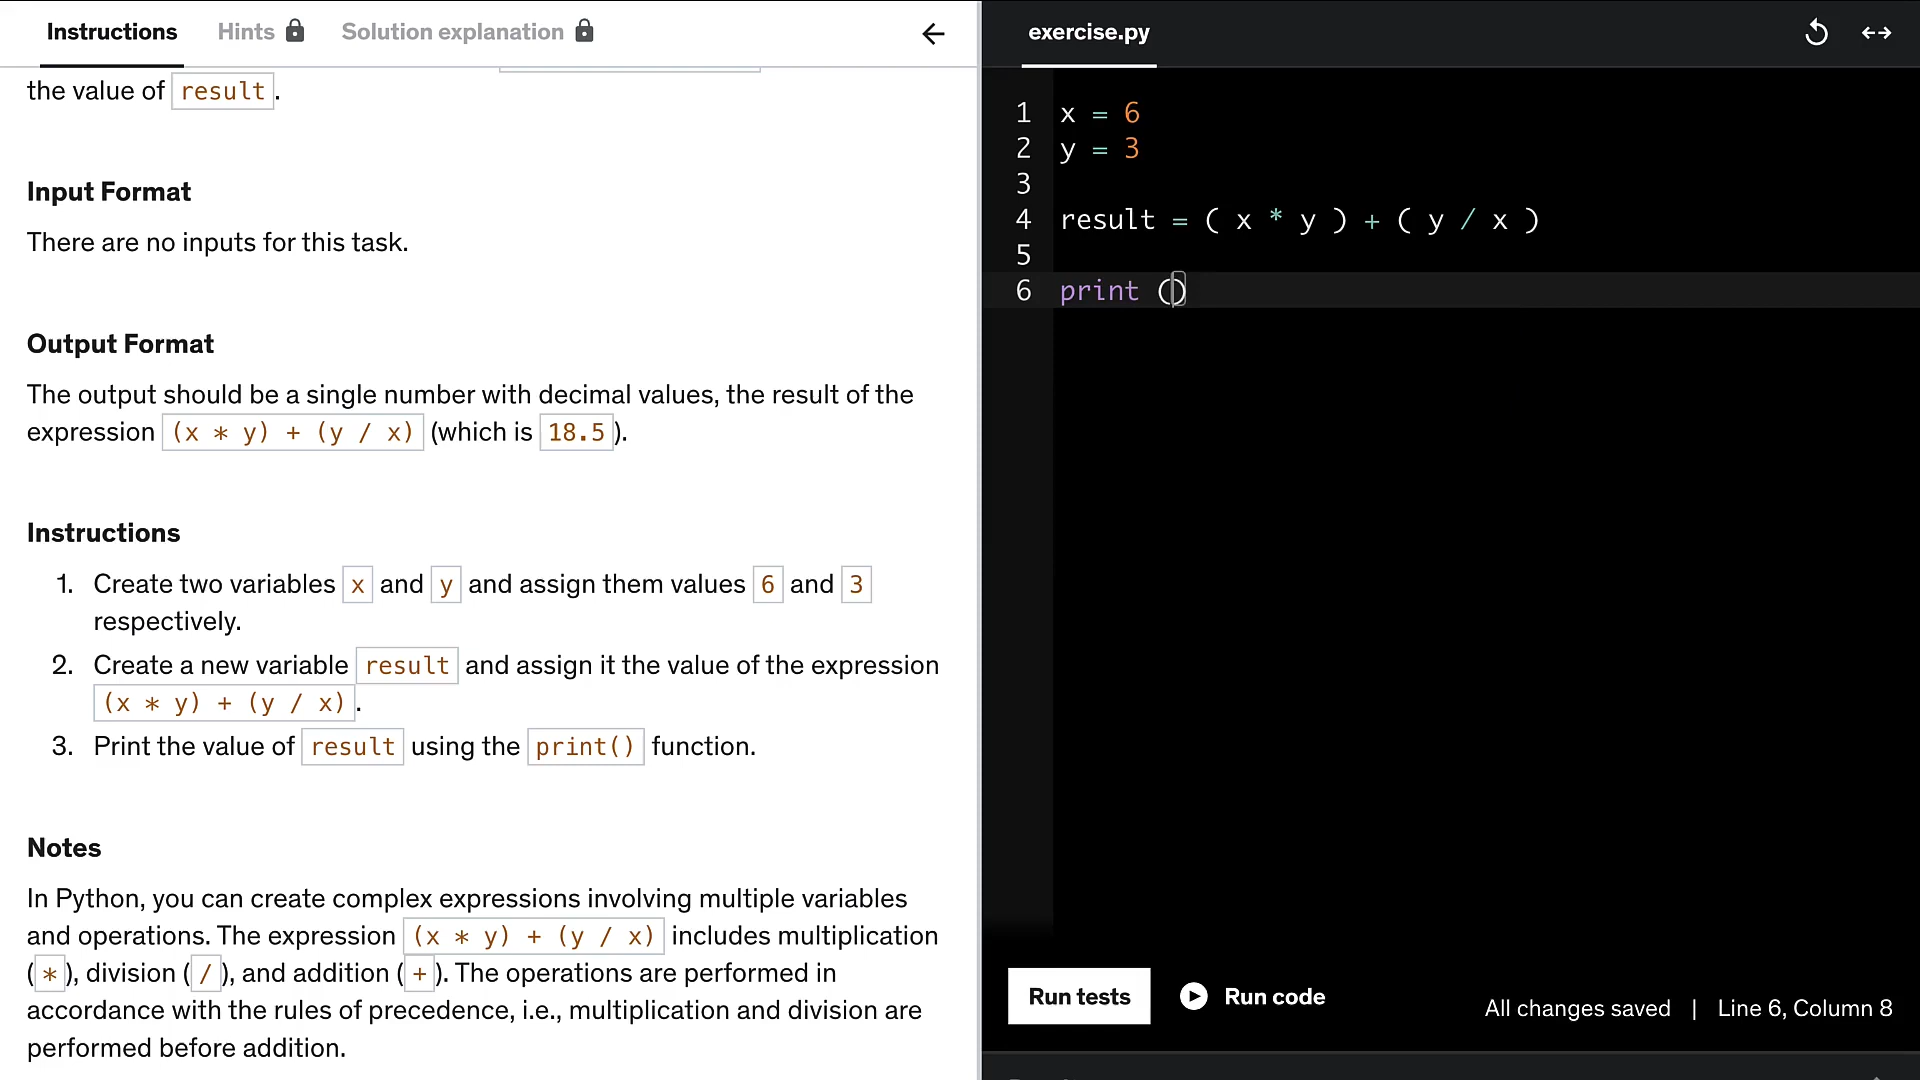 Instructions Hints Solution explanation
the value of result.
Input Format
There are no inputs for this task.
Output Format
The output should be a single number with decimal values, the result of the
expression (x * y) + (y / x) (which is 18.5).
Instructions
1. Create two variables x and y and assign them values 6 and 3
respectively.
2. Create a new variable result and assign it the value of the expression
(x * y) + (y / x).
3. Print the value of result using the print() function.
Notes
In Python, you can create complex expressions involving multiple variables
and operations. The expression (x * y) + (y / x) includes multiplication
(*), division (/), and addition (+). The operations are performed in
accordance with the rules of precedence, i.e., multiplication and division are
performed before addition.
exercise.py
1 x = 6
2 y = 3
3
4 result = ( x * y ) + ( y / x )
5
6 print ()
Run tests Run code All changes saved | Line 6, Column 8